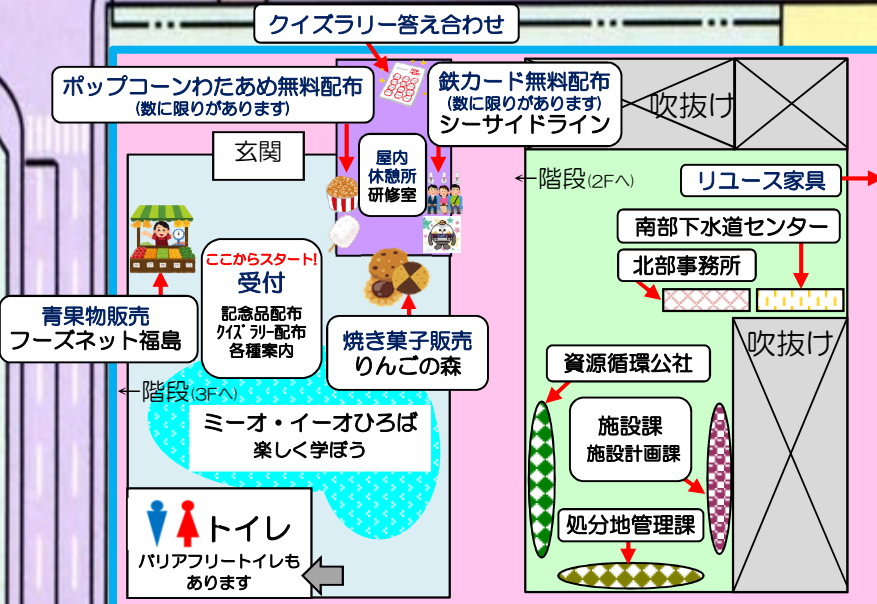 クイズラリー答え合わせ
ポップコーンわたあめ無料配布
(数に限りがあります)
鉄カード無料配布
(数に限りがあります)
シーサイドライン
吹抜け
玄関
屋内
休憩所
研修室
←階段(2Fへ)
リユース家具
南部下水道センター
北部事務所
ここからスタート!
受付
記念品配布
クイズラリー配布
各種案内
青果物販売
フーズネット福島
焼き菓子販売
りんごの森
吹抜け
資源循環公社
←階段(3Fへ)
ミーオ・イーオひろば
楽しく学ぼう
施設課
施設計画課
処分地管理課
トイレ
バリアフリートイレも
あります